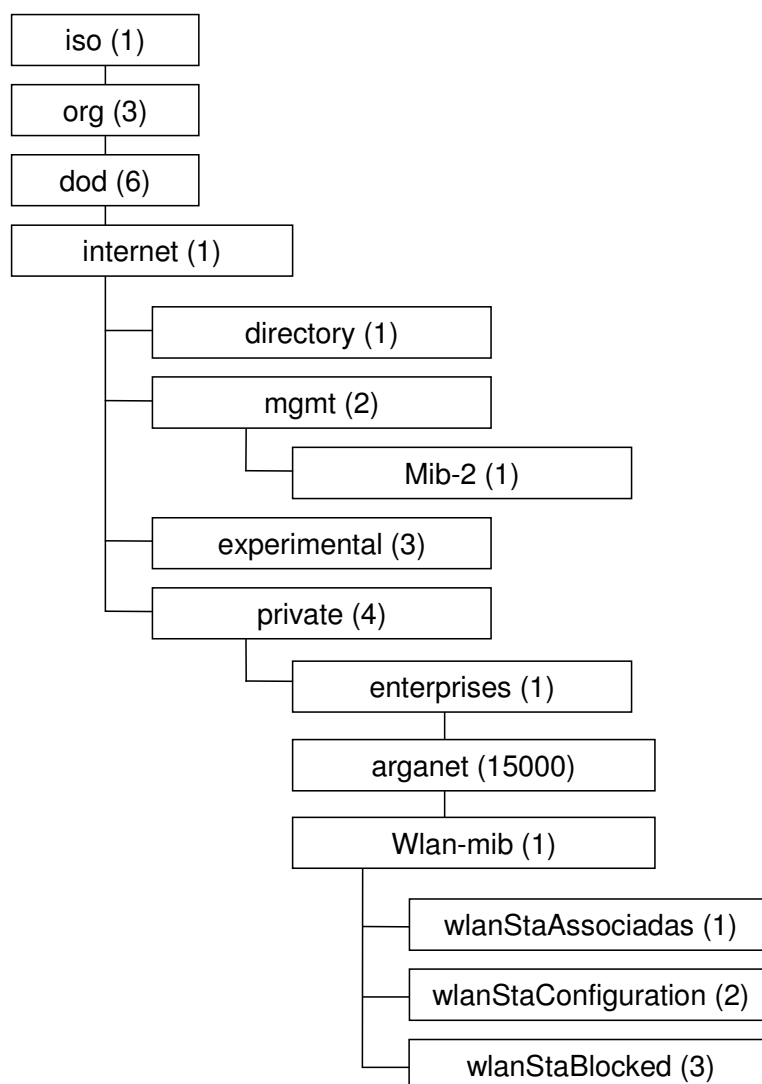 iso (1)
org (3)
dod (6)
internet (1)
directory (1)
mgmt (2)
Mib-2 (1)
experimental (3)
private (4)
enterprises (1)
arganet (15000)
Wlan-mib (1)
wlanStaAssociadas (1)
wlanStaConfiguration (2)
wlanStaBlocked (3)